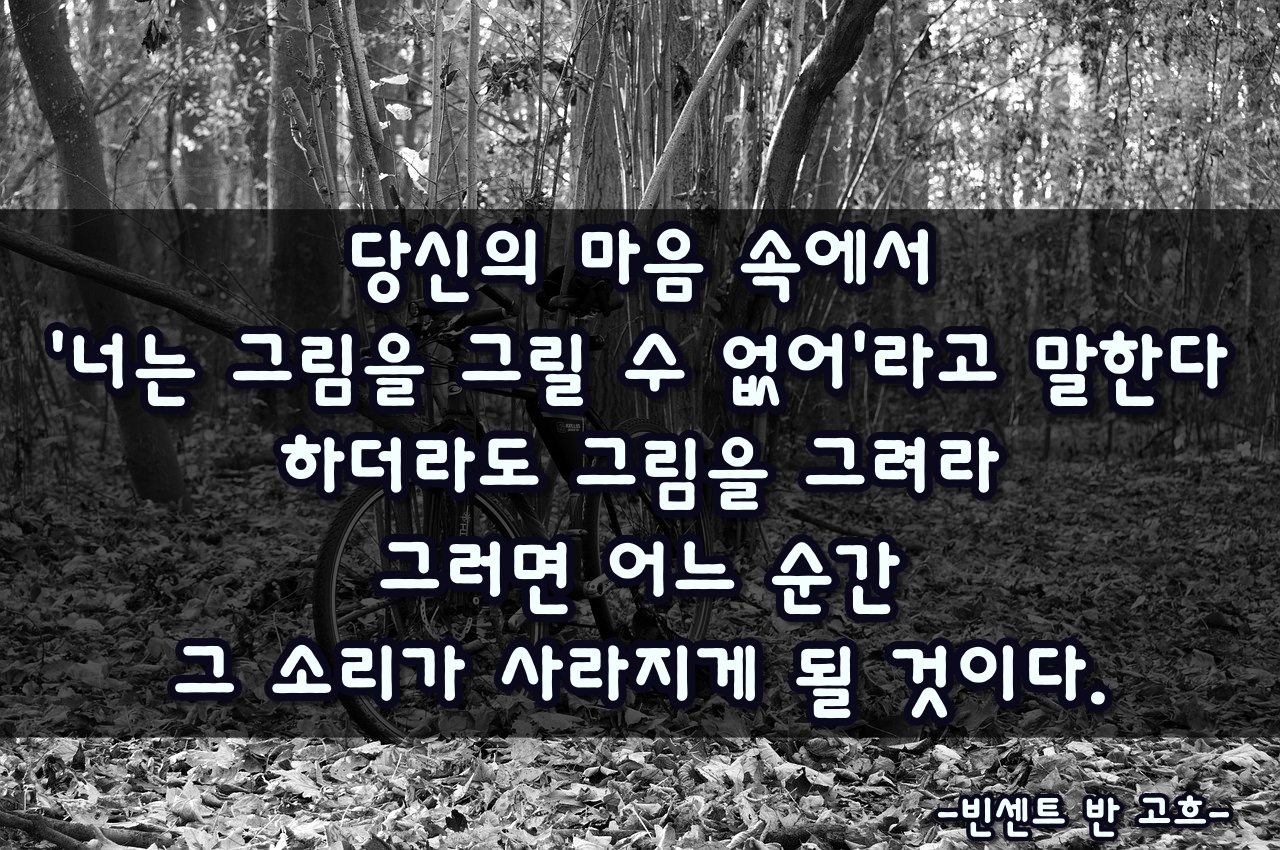 당신의 마음 속에서
'너는 그림을 그릴 수 없어'라고 말한다
하더라도 그림을 그려라
그러면 어느 순간
그 소리가 사라지게 될 것이다.
-빈센트 반 고흐-